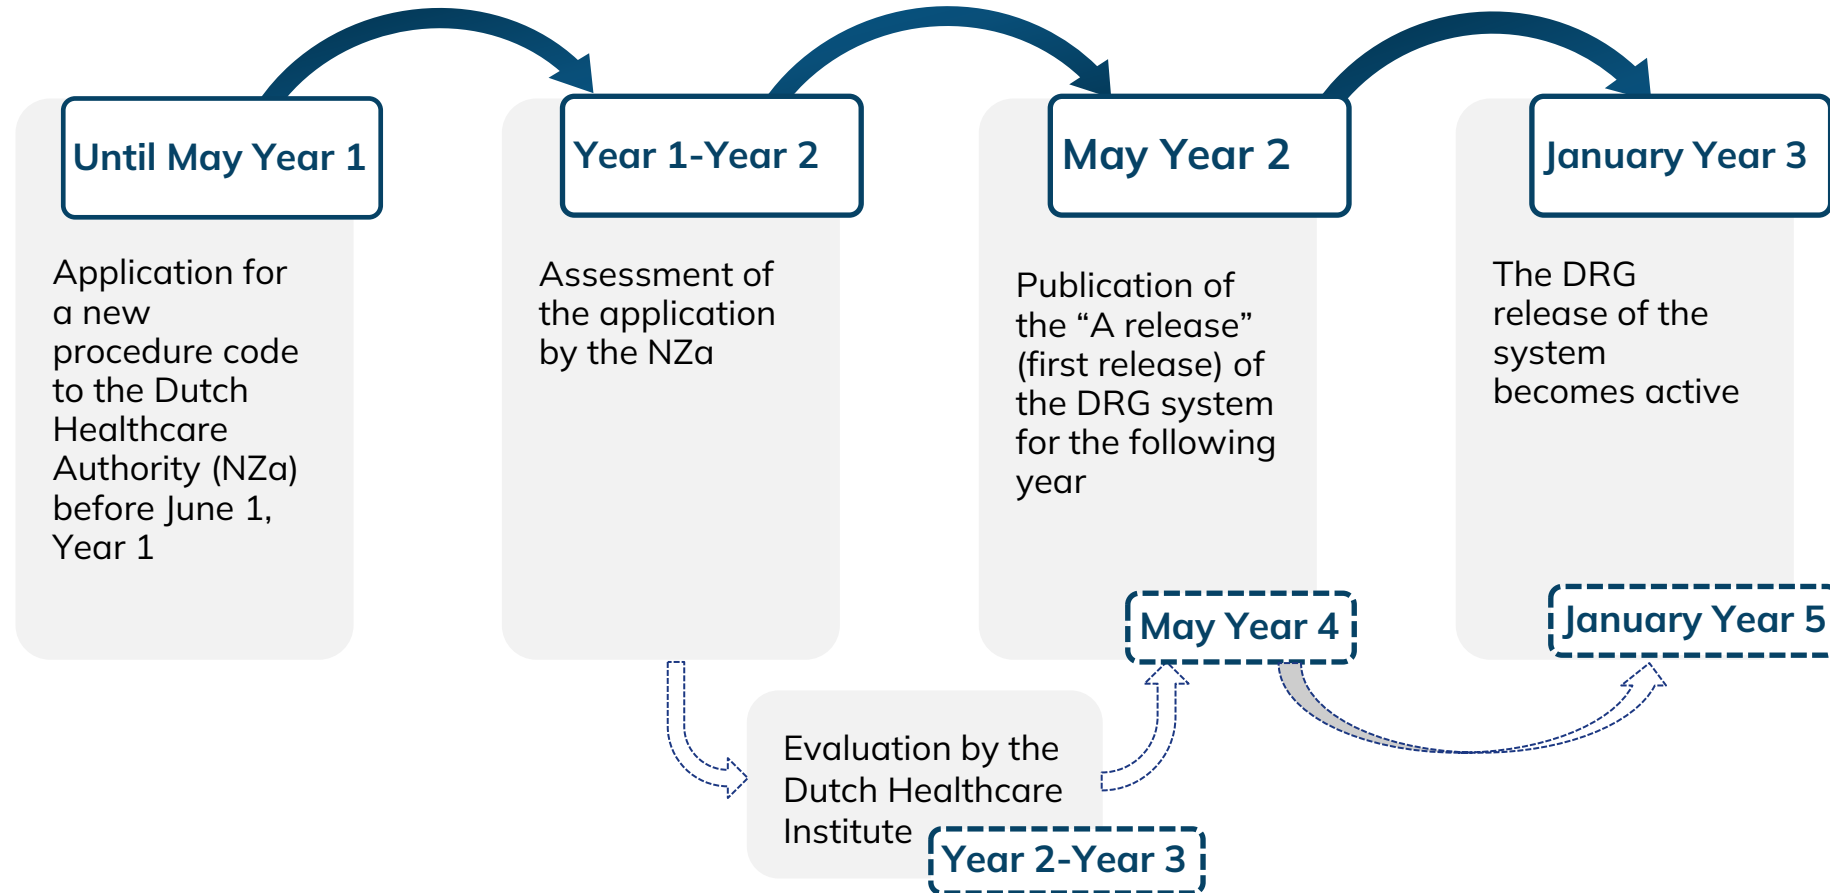 Until May Year 1
Application for
a new
procedure code
to the Dutch
Healthcare
Authority (NZa)
before June 1,
Year 1
Year 1-Year 2
Assessment of
the application
by the NZa
May Year 2
Publication of
the “A release”
(first release) of
the DRG system
for the following
year
May Year 4
January Year 3
The DRG
release of the
system
becomes active
January Year 5
Evaluation by the
Dutch Healthcare
Institute
Year 2-Year 3